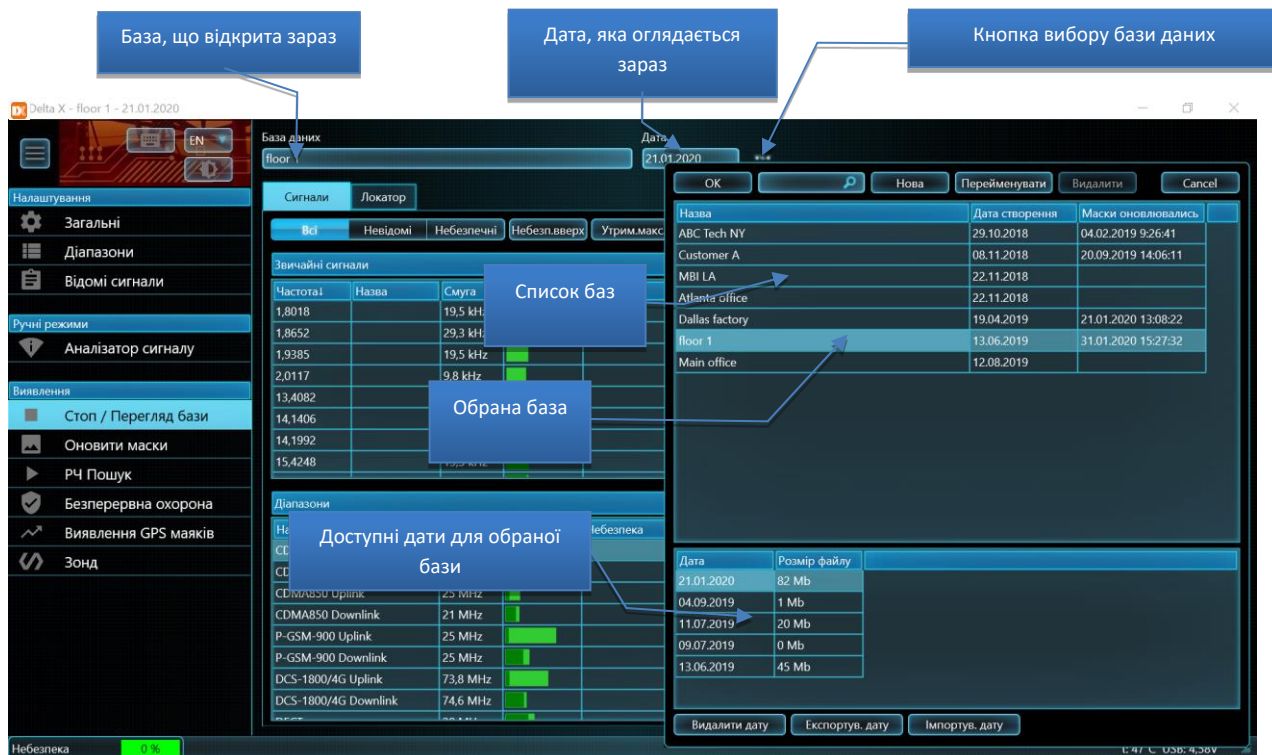 База, що відкрита зараз
Дата, яка оглядається
зараз
Кнопка вибору бази даних
Delta X - floor 1 - 21.01.2020
EN
База даних
floor 1
Дата
21.01.2020
Налаштування
Загальні
Діапазони
Відомі сигнали
Ручні режими
Аналізатор сигналу
Виявлення
Стоп / Перегляд бази
Оновити маски
РЧ Пошук
Безперервна охорона
Виявлення GPS маяків
Зонд
Сигнали
Локатор
Всі
Невідомі
Небезпечні
Небезп.вверх
Утрим.макс
Звичайні сигнали
Частота↓ Назва Смуга
1,8018 19,5 kHz
1,8652 29,3 kHz
1,9385 19,5 kHz
2,0117 9,8 kHz
13,4082
14,1406
14,1992
15,4248
Діапазони
CDMA850 Uplink 25 MHz
CDMA850 Downlink 21 MHz
P-GSM-900 Uplink 25 MHz
P-GSM-900 Downlink 25 MHz
DCS-1800/4G Uplink 73,8 MHz
DCS-1800/4G Downlink 74,6 MHz
Список баз
Обрана база
Доступні дати для обраної
бази
OK
Нова
Перейменувати
Видалити
Cancel
Назва Дата створення Маски оновлювались
ABC Tech NY 29.10.2018 04.02.2019 9:26:41
Customer A 08.11.2018 20.09.2019 14:06:11
MBI LA 22.11.2018
Atlanta office 22.11.2018
Dallas factory 19.04.2019 21.01.2020 13:08:22
floor 1 13.06.2019 31.01.2020 15:27:32
Main office 12.08.2019
Дата Розмір файлу
21.01.2020 82 Mb
04.09.2019 1 Mb
11.07.2019 20 Mb
09.07.2019 0 Mb
13.06.2019 45 Mb
Видалити дату
Експортув. дату
Імпортув. дату
Небезпека 0 %